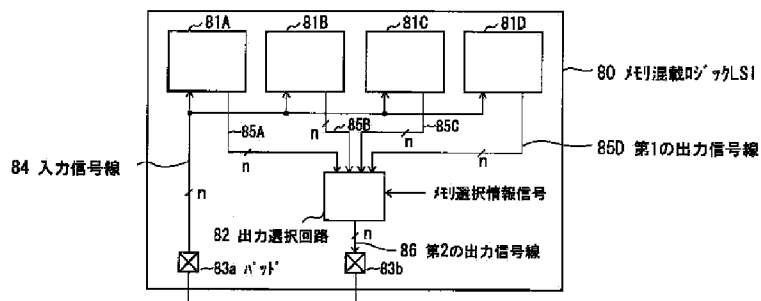 81A 81B 81C 81D
80 メモリ混載ロジックLSI
85A n 85B n 85C
n n n
85D 第1の出力信号線
84 入力信号線
n
メモリ選択情報信号
82 出力選択回路
n
86 第2の出力信号線
83a パッド 83b